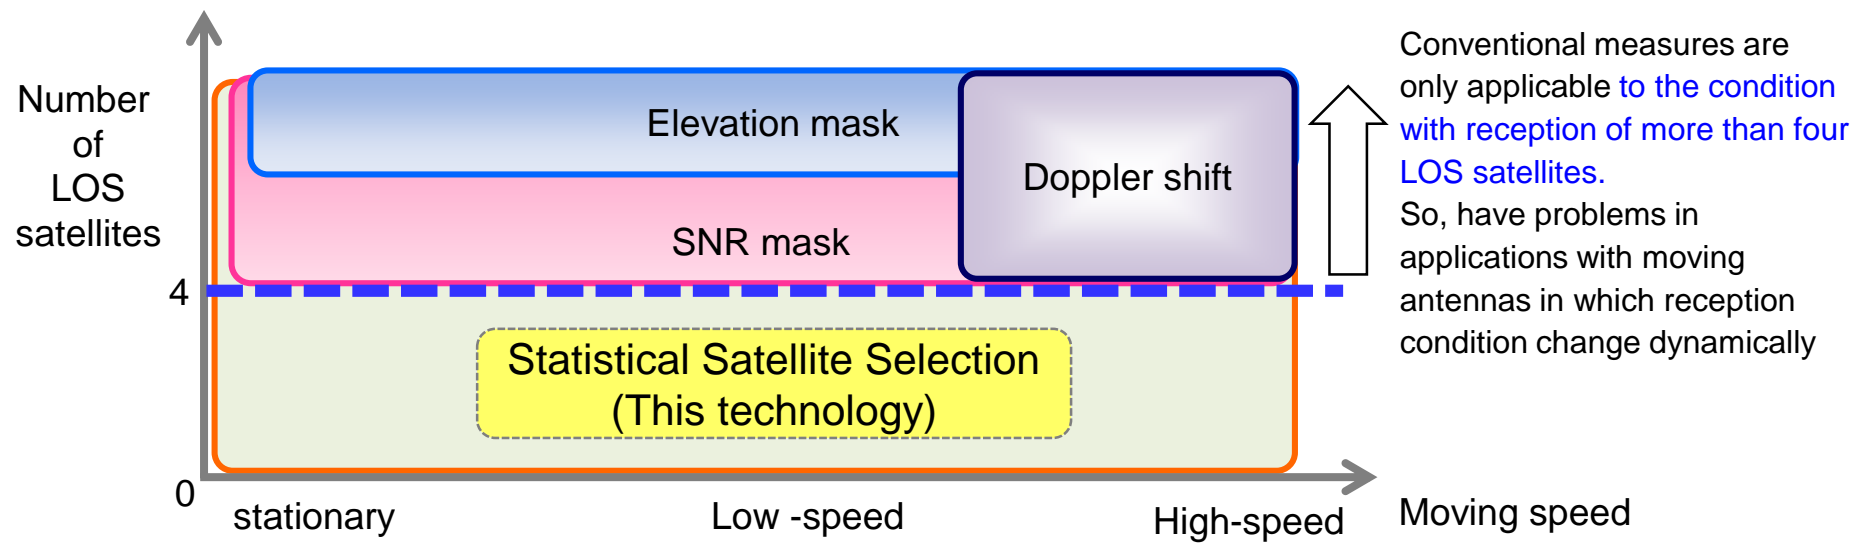 Number
of
LOS
satellites
4
0
Elevation mask
SNR mask
Doppler shift
Statistical Satellite Selection
(This technology)
stationary
Low -speed
High-speed
Moving speed
Conventional measures are
only applicable to the condition
with reception of more than four
LOS satellites.
So, have problems in
applications with moving
antennas in which reception
condition change dynamically